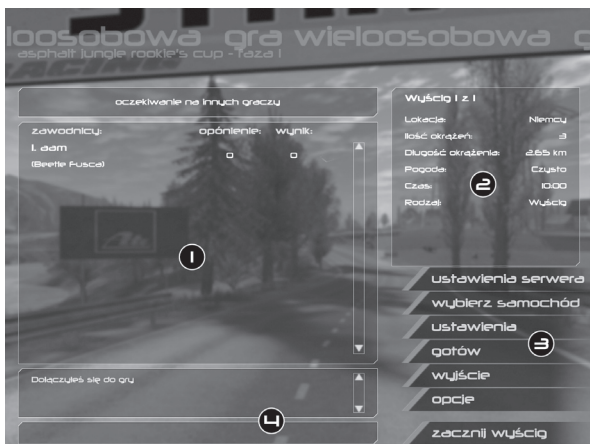 loosobowa gra wieloosobowa g
asphalt jungle rookie's cup - faza 1
RACING
oczekiwanie na innych graczy
zawodnicy: opónienie: wynik:
1. aam 0 0
(Beetle Fusca)
1
Wyścig 1 z 1
Lokacja: Niemcy
Ilość okrążeń: :3
Długość okrążenia: 2.65 km
Pogoda: Czysto
Czas: 10:00
Rodzaj: Wyścig
2
ustawienia serwera
wybierz samochód
ustawienia
gotów
3
wyjście
opcje
zacznij wyścig
Dołączyłeś się do gry
4